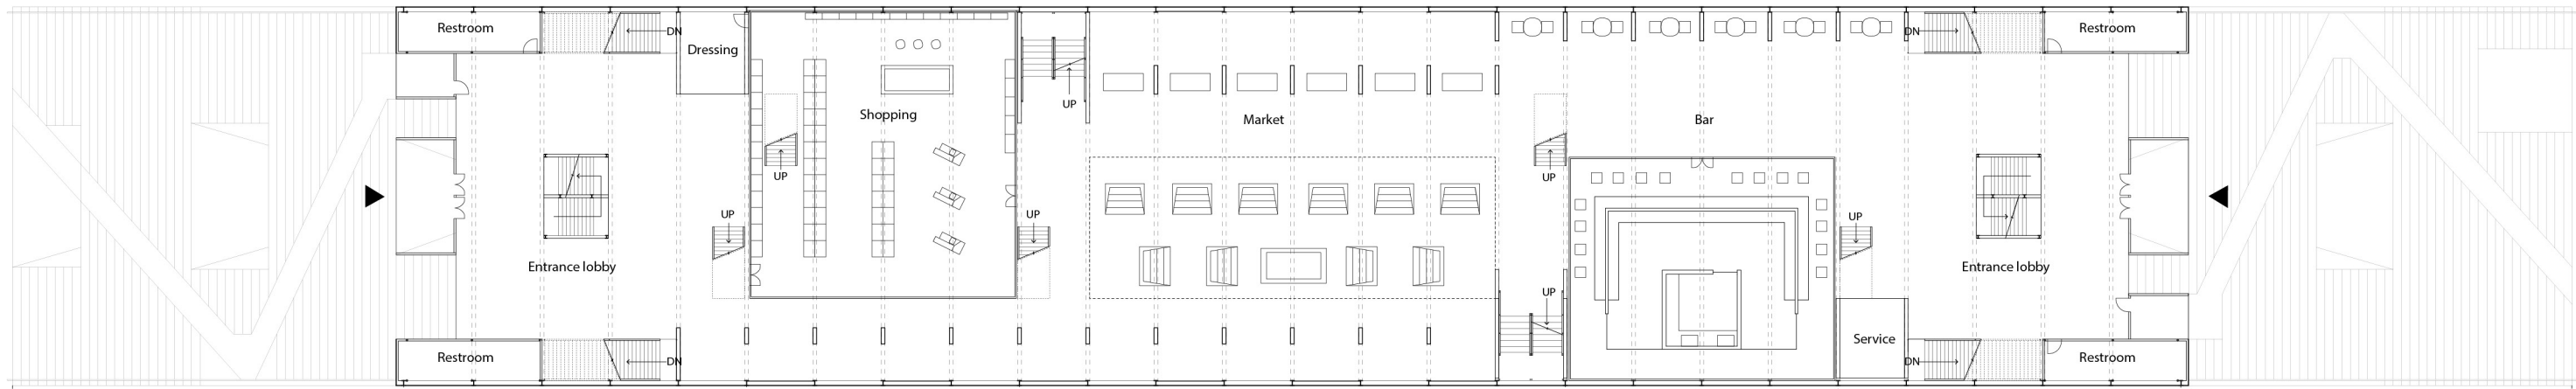 Restroom
DN
Dressing
UP
Shopping
UP
UP
UP
Entrance lobby
Market
UP
UP
Bar
UP
Service
DN
Restroom
Entrance lobby
Restroom
DN
DN
Restroom